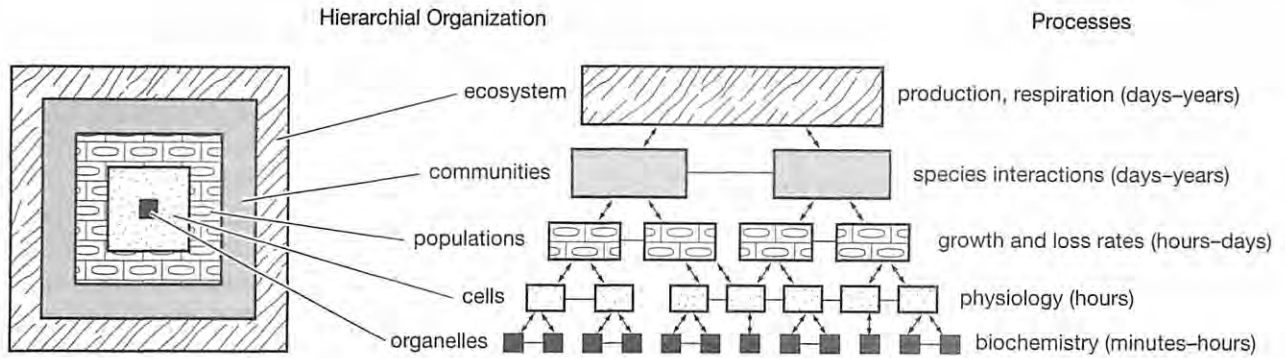 Hierarchial Organization
Processes
ecosystem
production, respiration (days–years)
communities
species interactions (days–years)
populations
growth and loss rates (hours–days)
cells
physiology (hours)
organelles
biochemistry (minutes–hours)